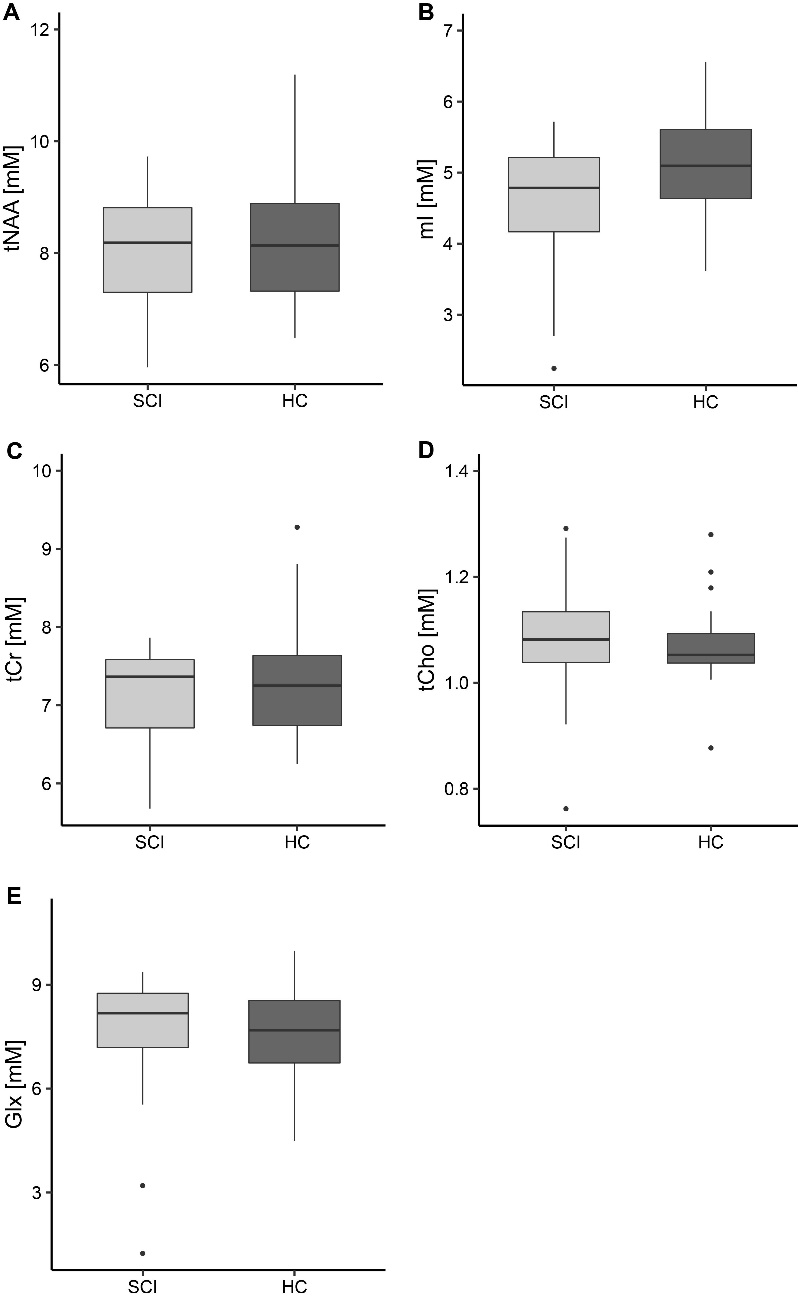 A
tNAA [mM]
12
10
8
6
SCI HC
B
mI [mM]
7
6
5
4
3
SCI HC
C
tCr [mM]
10
9
8
7
6
SCI HC
D
tCho [mM]
1.4
1.2
1.0
0.8
SCI HC
E
Glx [mM]
9
6
3
SCI HC